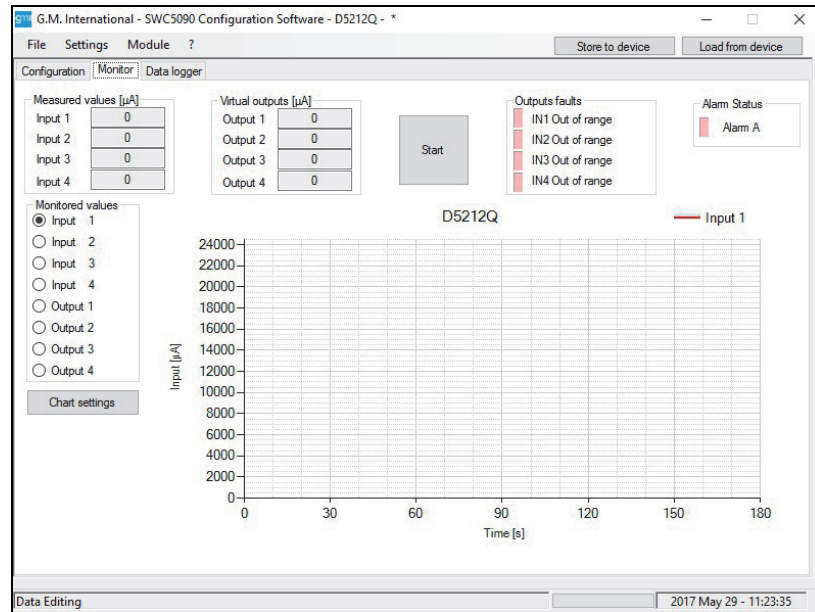 gmi G.M. International - SWC5090 Configuration Software - D5212Q - *
File Settings Module ? Store to device Load from device
Configuration Monitor Data logger
Measured values [µA]
Input 1 0
Input 2 0
Input 3 0
Input 4 0
Virtual outputs [µA]
Output 1 0
Output 2 0
Output 3 0
Output 4 0
Start
Outputs faults
IN1 Out of range
IN2 Out of range
IN3 Out of range
IN4 Out of range
Alarm Status
Alarm A
Monitored values
Input 1
Input 2
Input 3
Input 4
Output 1
Output 2
Output 3
Output 4
Chart settings
D5212Q
Input 1
24000
22000
20000
18000
16000
14000
12000
10000
8000
6000
4000
2000
0
Input [µA]
0 30 60 90 120 150 180
Time [s]
Data Editing 2017 May 29 - 11:23:35